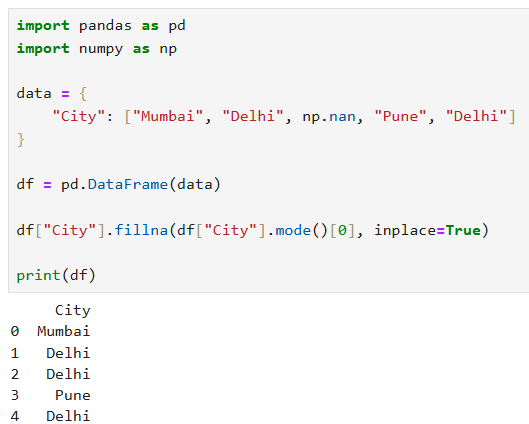 import pandas as pd
import numpy as np
data = {
    "City": ["Mumbai", "Delhi", np.nan, "Pune", "Delhi"]
}
df = pd.DataFrame(data)
df["City"].fillna(df["City"].mode()[0], inplace=True)
print(df)
     City
0  Mumbai
1   Delhi
2   Delhi
3    Pune
4   Delhi